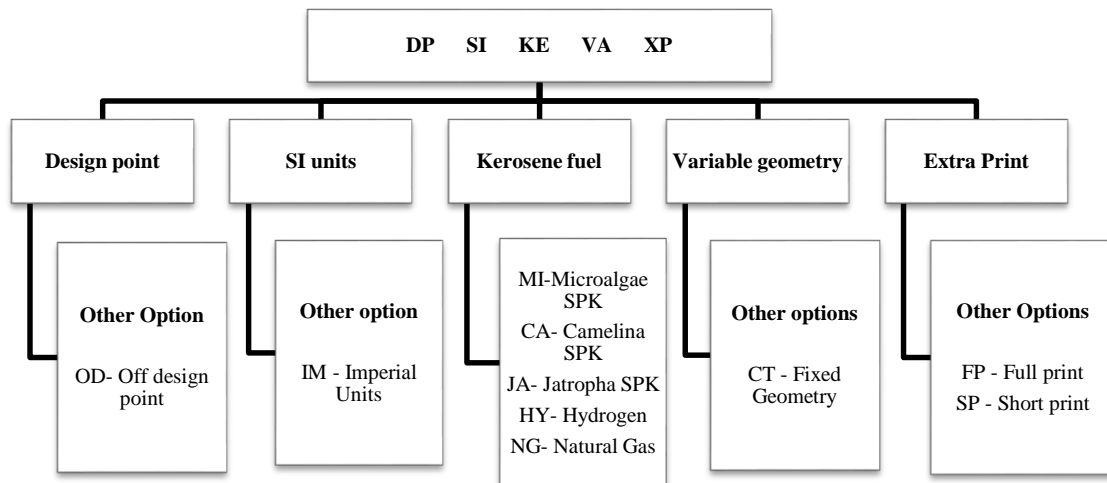 DP SI KE VA XP
Design point
SI units
Kerosene fuel
Variable geometry
Extra Print
Other Option
OD- Off design
point
Other option
IM - Imperial
Units
MI-Microalgae
SPK
CA- Camelina
SPK
JA- Jatropha SPK
HY- Hydrogen
NG- Natural Gas
Other options
CT - Fixed
Geometry
Other Options
FP - Full print
SP - Short print